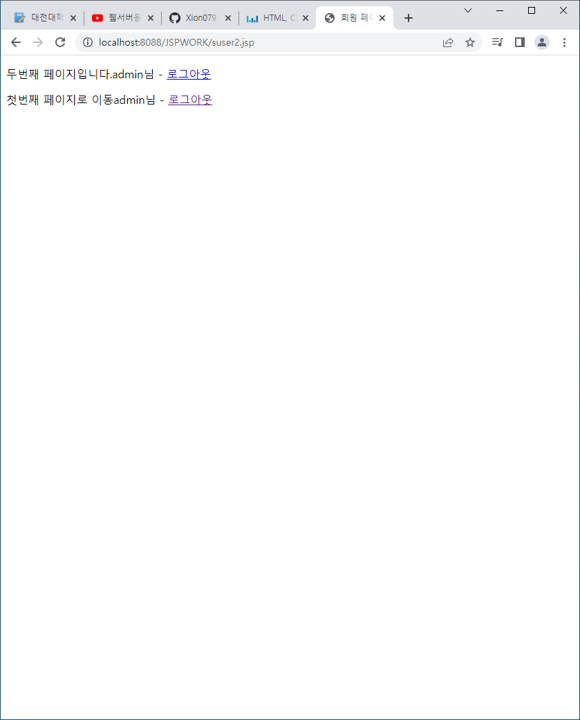 대전대학
웹서버응
Xion079
HTML, C
회원 페이
localhost:8088/JSPWORK/suser2.jsp
두번째 페이지입니다.admin님 - 로그아웃
첫번째 페이지로 이동admin님 - 로그아웃